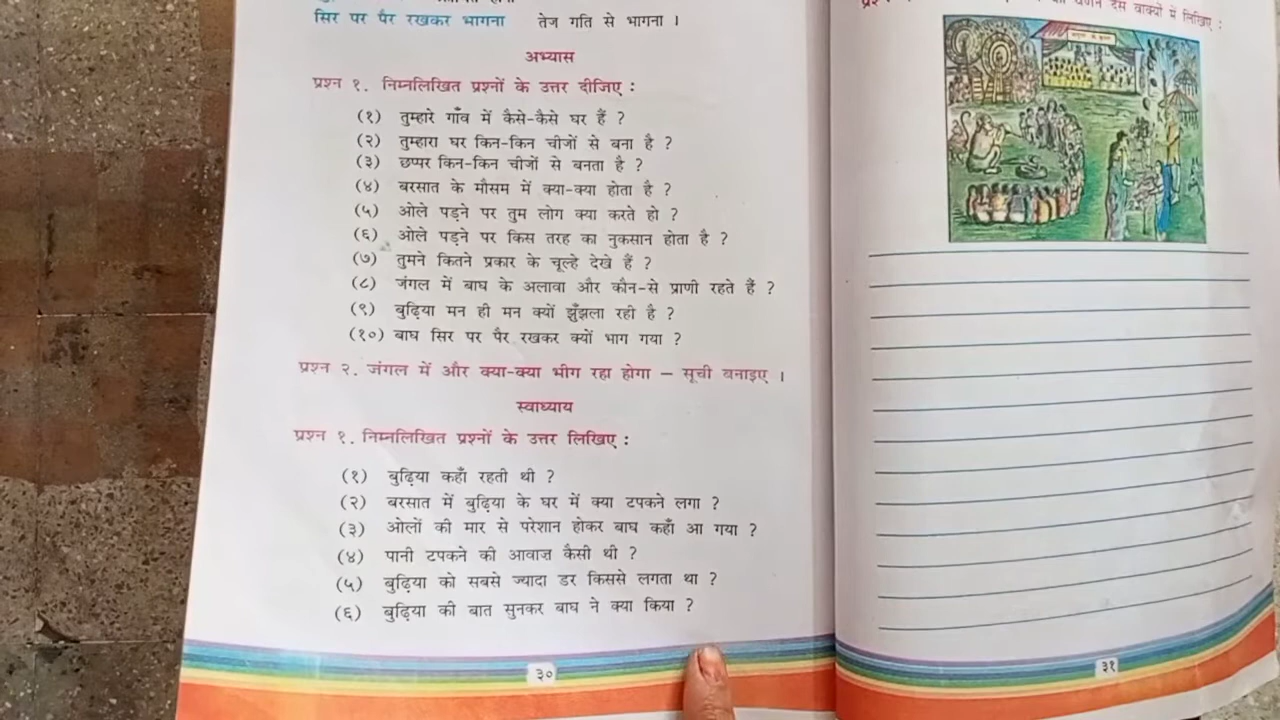 सिर पर पैर रखकर भागना तेज गति से भागना ।
अभ्यास
प्रश्न १. निम्नलिखित प्रश्नों के उत्तर दीजिए :
(१) तुम्हारे गाँव में कैसे-कैसे घर हैं ?
(२) तुम्हारा घर किन-किन चीजों से बना है ?
(३) छप्पर किन-किन चीजों से बनता है ?
(४) बरसात के मौसम में क्या-क्या होता है ?
(५) ओले पड़ने पर तुम लोग क्या करते हो ?
(६) ओले पड़ने पर किस तरह का नुकसान होता है ?
(७) तुमने कितने प्रकार के चूल्हे देखे हैं ?
(८) जंगल में बाघ के अलावा और कौन-से प्राणी रहते हैं ?
(९) बुढ़िया मन ही मन क्यों झुँझला रही है ?
(१०) बाघ सिर पर पैर रखकर क्यों भाग गया ?
प्रश्न २. जंगल में और क्या-क्या भीग रहा होगा – सूची बनाइए ।
स्वाध्याय
प्रश्न १. निम्नलिखित प्रश्नों के उत्तर लिखिए :
(१) बुढ़िया कहाँ रहती थी ?
(२) बरसात में बुढ़िया के घर में क्या टपकने लगा ?
(३) ओलों की मार से परेशान होकर बाघ कहाँ आ गया ?
(४) पानी टपकने की आवाज़ कैसी थी ?
(५) बुढ़िया को सबसे ज्यादा डर किससे लगता था ?
(६) बुढ़िया की बात सुनकर बाघ ने क्या किया ?
३०
वर्णन दस वाक्यों में लिखिए :
३१